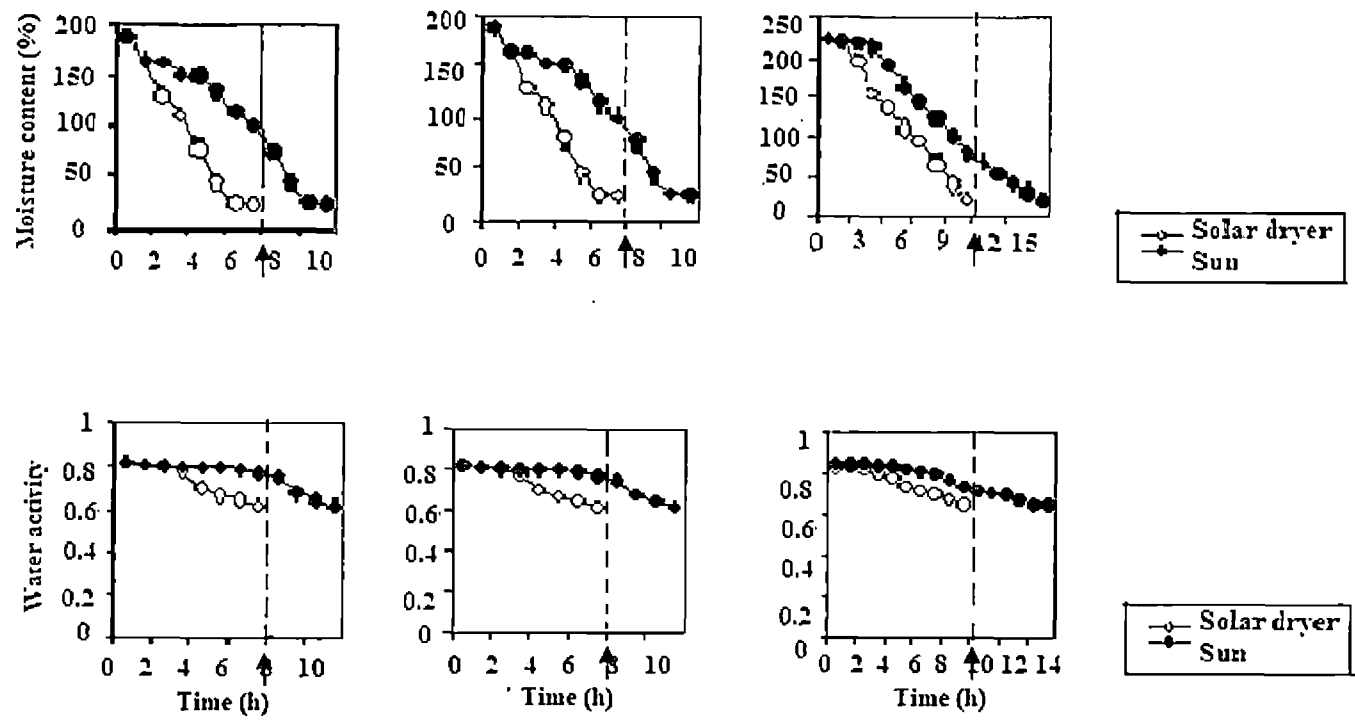 Moisture content (%)
200
150
100
50
0
0 2 4 6 8 10
200
150
100
50
0
0 2 4 6 8 10
250
200
150
100
50
0
0 3 6 9 12 15
Solar dryer
Sun
Water activity
1
0.8
0.6
0.4
0.2
0
0 2 4 6 8 10
Time (h)
1
0.8
0.6
0.4
0.2
0
0 2 4 6 8 10
Time (h)
1
0.8
0.6
0.4
0.2
0
0 2 4 6 8 10 12 14
Time (h)
Solar dryer
Sun